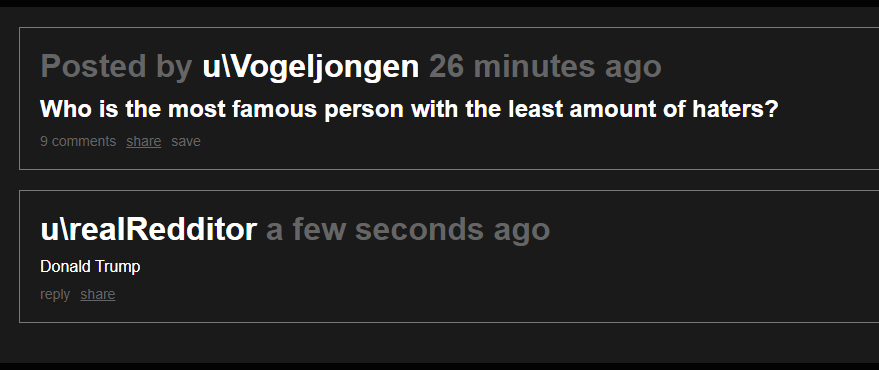 Posted by u\Vogeljongen 26 minutes ago
Who is the most famous person with the least amount of haters?
9 comments share save
u\realRedditor a few seconds ago
Donald Trump
reply share